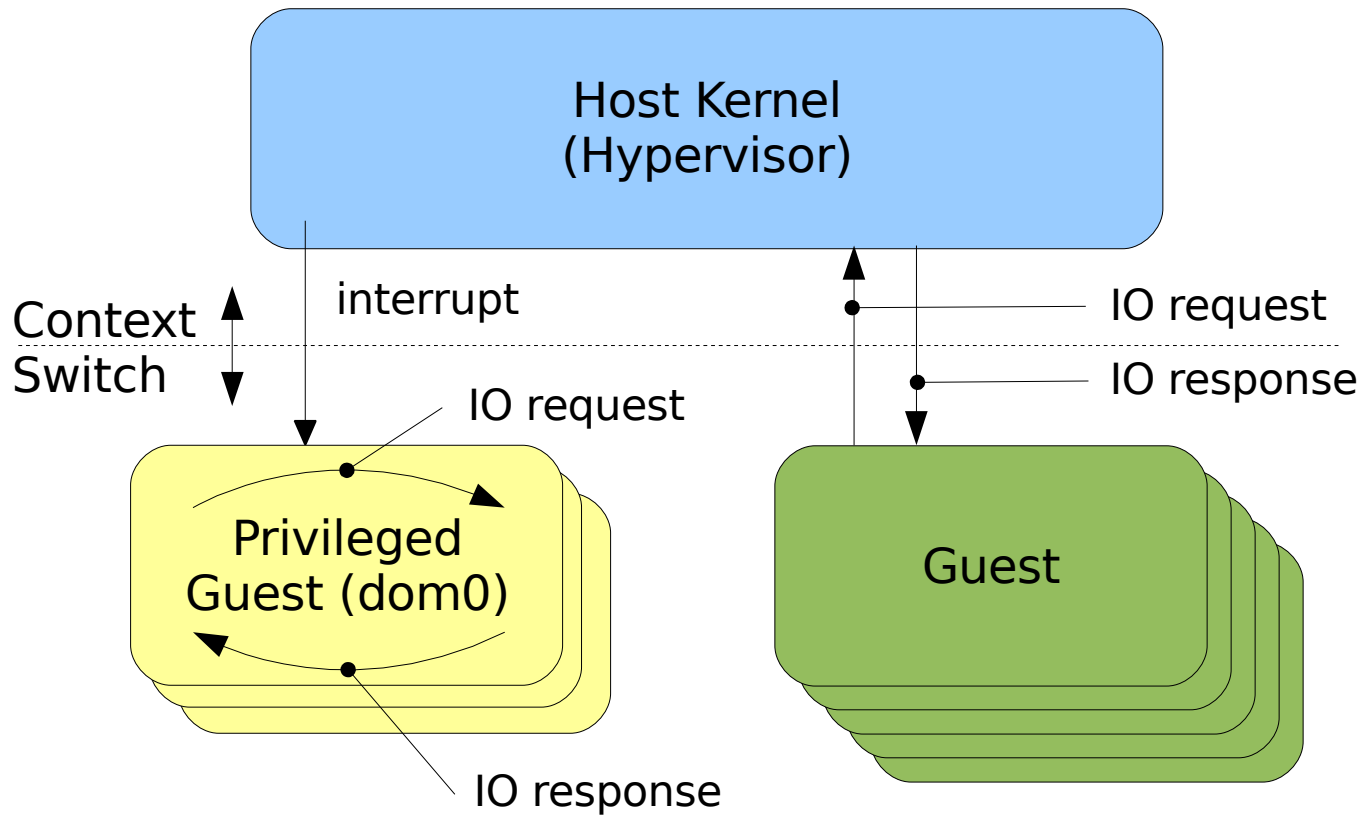 Host Kernel
(Hypervisor)
interrupt
Context
Switch
IO request
IO response
IO request
Privileged
Guest (dom0)
Guest
IO response